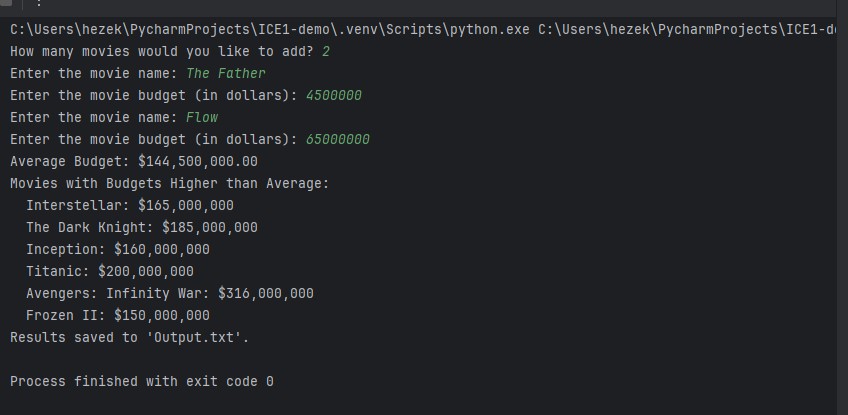 :
C:\Users\hezek\PycharmProjects\ICE1-demo\.venv\Scripts\python.exe C:\Users\hezek\PycharmProjects\ICE1-d
How many movies would you like to add? 2
Enter the movie name: The Father
Enter the movie budget (in dollars): 4500000
Enter the movie name: Flow
Enter the movie budget (in dollars): 65000000
Average Budget: $144,500,000.00
Movies with Budgets Higher than Average:
  Interstellar: $165,000,000
  The Dark Knight: $185,000,000
  Inception: $160,000,000
  Titanic: $200,000,000
  Avengers: Infinity War: $316,000,000
  Frozen II: $150,000,000
Results saved to 'Output.txt'.
Process finished with exit code 0